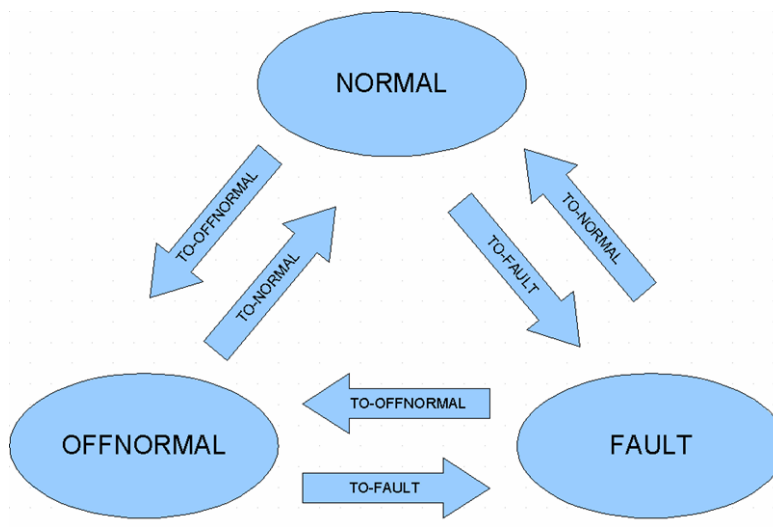 NORMAL
TO-OFFNORMAL
TO-NORMAL
TO-FAULT
TO-NORMAL
OFFNORMAL
TO-OFFNORMAL
TO-FAULT
FAULT